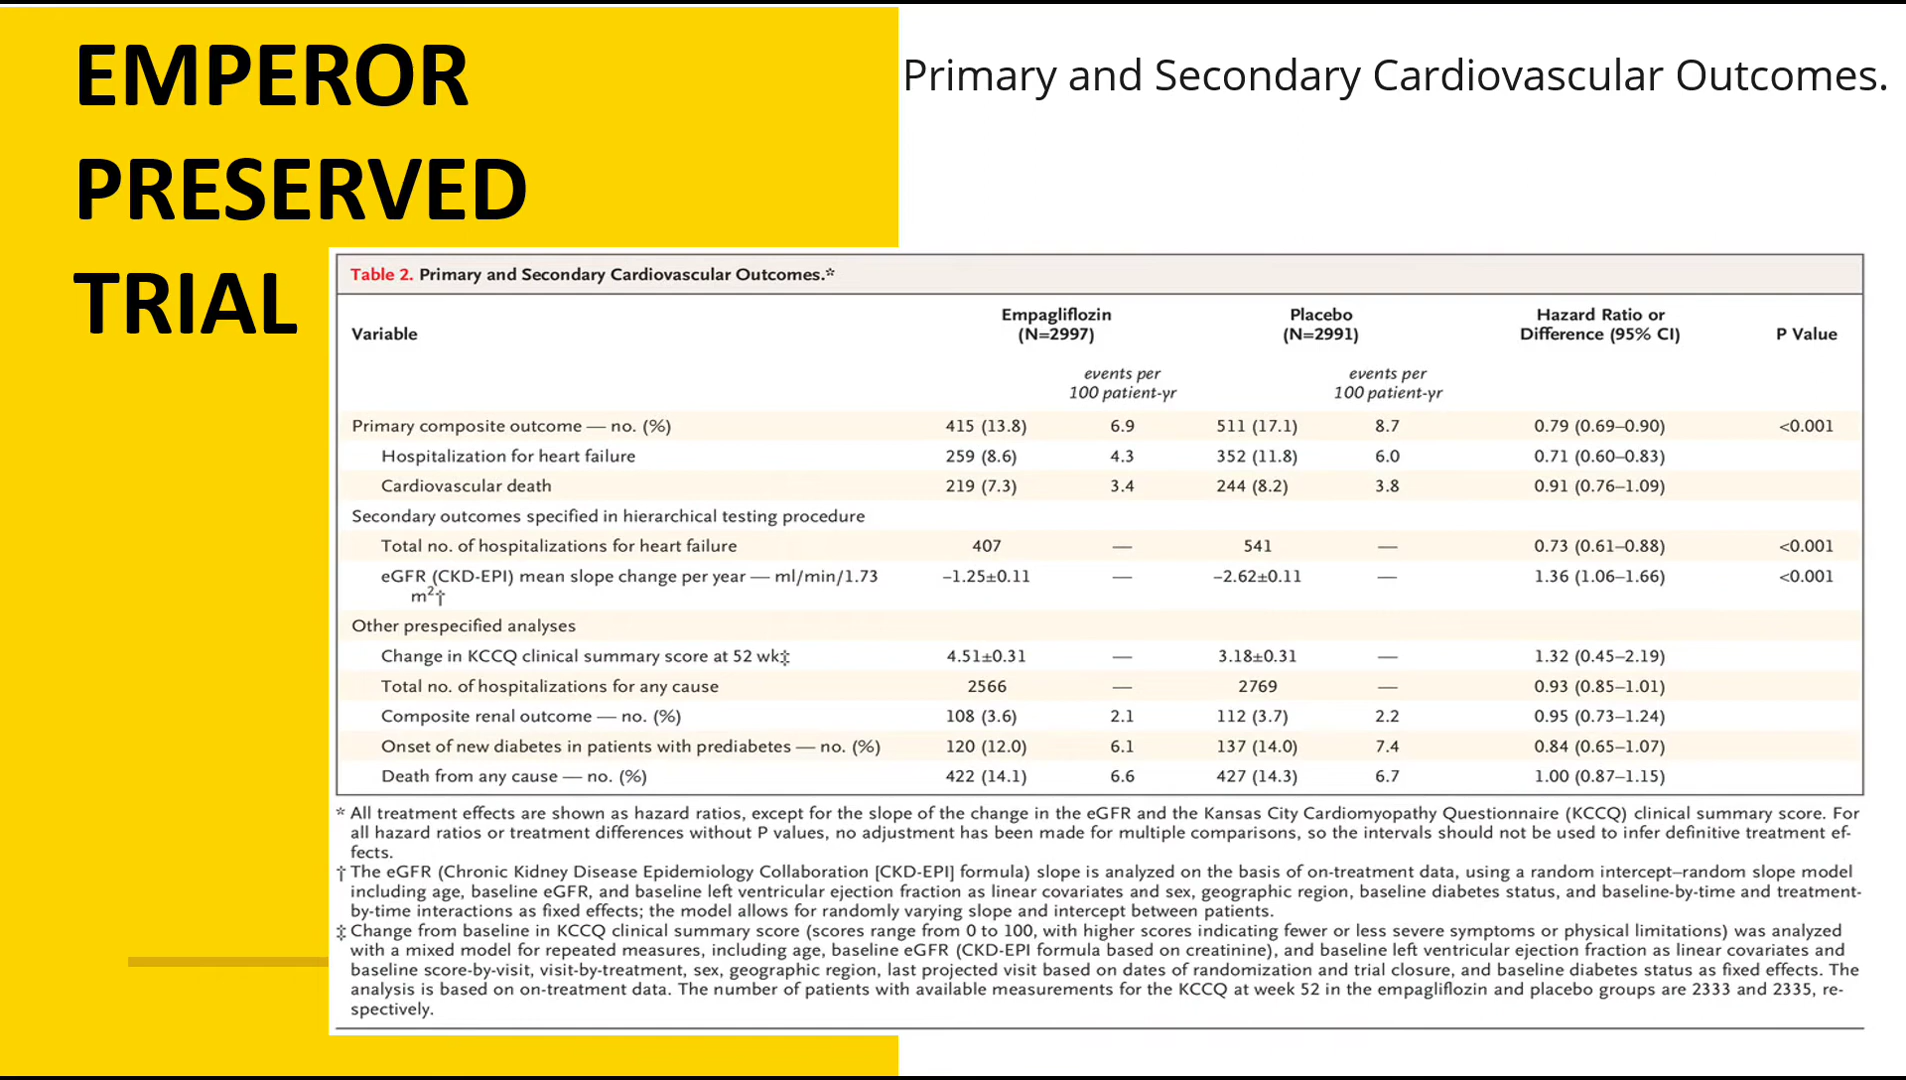 EMPEROR
PRESERVED
TRIAL
Primary and Secondary Cardiovascular Outcomes.
Table 2. Primary and Secondary Cardiovascular Outcomes.*
Variable Empagliflozin (N=2997) Placebo (N=2991) Hazard Ratio or Difference (95% CI) P Value
events per 100 patient-yr events per 100 patient-yr
Primary composite outcome — no. (%) 415 (13.8) 6.9 511 (17.1) 8.7 0.79 (0.69–0.90) <0.001
Hospitalization for heart failure 259 (8.6) 4.3 352 (11.8) 6.0 0.71 (0.60–0.83)
Cardiovascular death 219 (7.3) 3.4 244 (8.2) 3.8 0.91 (0.76–1.09)
Secondary outcomes specified in hierarchical testing procedure
Total no. of hospitalizations for heart failure 407 — 541 — 0.73 (0.61–0.88) <0.001
eGFR (CKD-EPI) mean slope change per year — ml/min/1.73 m²† −1.25±0.11 — −2.62±0.11 — 1.36 (1.06–1.66) <0.001
Other prespecified analyses
Change in KCCQ clinical summary score at 52 wk‡ 4.51±0.31 — 3.18±0.31 — 1.32 (0.45–2.19)
Total no. of hospitalizations for any cause 2566 — 2769 — 0.93 (0.85–1.01)
Composite renal outcome — no. (%) 108 (3.6) 2.1 112 (3.7) 2.2 0.95 (0.73–1.24)
Onset of new diabetes in patients with prediabetes — no. (%) 120 (12.0) 6.1 137 (14.0) 7.4 0.84 (0.65–1.07)
Death from any cause — no. (%) 422 (14.1) 6.6 427 (14.3) 6.7 1.00 (0.87–1.15)
* All treatment effects are shown as hazard ratios, except for the slope of the change in the eGFR and the Kansas City Cardiomyopathy Questionnaire (KCCQ) clinical summary score. For
all hazard ratios or treatment differences without P values, no adjustment has been made for multiple comparisons, so the intervals should not be used to infer definitive treatment ef-
fects.
† The eGFR (Chronic Kidney Disease Epidemiology Collaboration [CKD-EPI] formula) slope is analyzed on the basis of on-treatment data, using a random intercept–random slope model
including age, baseline eGFR, and baseline left ventricular ejection fraction as linear covariates and sex, geographic region, baseline diabetes status, and baseline-by-time and treatment-
by-time interactions as fixed effects; the model allows for randomly varying slope and intercept between patients.
‡ Change from baseline in KCCQ clinical summary score (scores range from 0 to 100, with higher scores indicating fewer or less severe symptoms or physical limitations) was analyzed
with a mixed model for repeated measures, including age, baseline eGFR (CKD-EPI formula based on creatinine), and baseline left ventricular ejection fraction as linear covariates and
baseline score-by-visit, visit-by-treatment, sex, geographic region, last projected visit based on dates of randomization and trial closure, and baseline diabetes status as fixed effects. The
analysis is based on on-treatment data. The number of patients with available measurements for the KCCQ at week 52 in the empagliflozin and placebo groups are 2333 and 2335, re-
spectively.